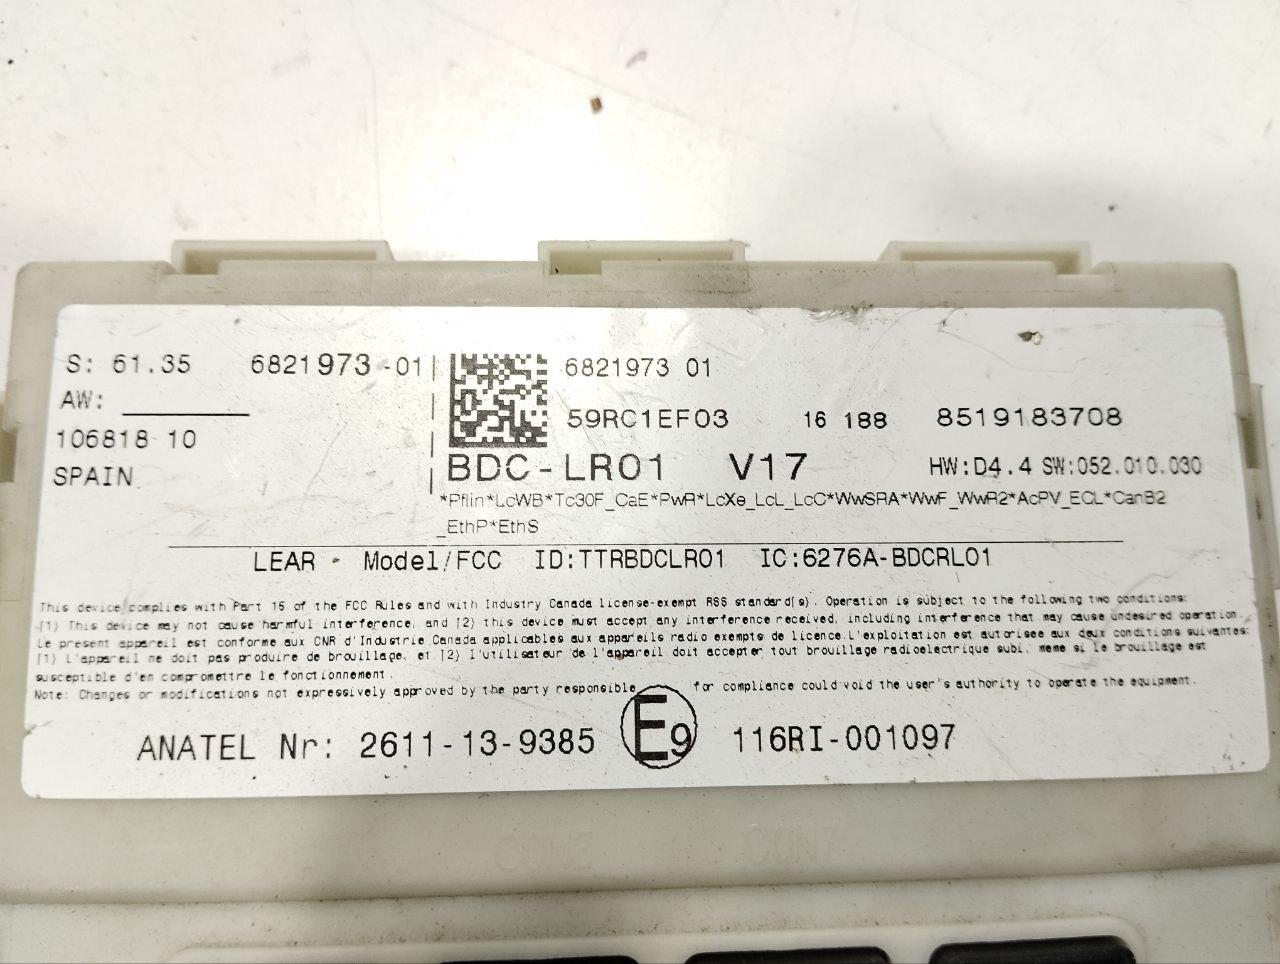 S: 61.35 6821973 -01
AW:
106818 10
SPAIN
6821973 01
59RC1EF03 16 188 8519183708
BDC-LR01 V17 HW:D4.4 SW:052.010.030
*Pflin*LcWB*Tc30F_CaE*PwR*LcXe_LcL_LcC*WwSRA*WwF_WwR2*AcPV_ECL*CanB2
_EthP*EthS
LEAR - Model/FCC ID:TTRBDCLR01 IC:6276A-BDCRL01
This device complies with Part 15 of the FCC Rules and with Industry Canada license-exempt RSS standard(s). Operation is subject to the following two conditions:
(1) This device may not cause harmful interference, and (2) this device must accept any interference received, including interference that may cause undesired operation.
Le present appareil est conforme aux CNR d'Industrie Canada applicables aux appareils radio exempts de licence.L'exploitation est autorisee aux deux conditions suivantes:
(1) L'appareil ne doit pas produire de brouillage, et (2) l'utilisateur de l'appareil doit accepter tout brouillage radioelectrique subi, meme si le brouillage est
susceptible d'en compromettre le fonctionnement.
Note: Changes or modifications not expressively approved by the party responsible for compliance could void the user's authority to operate the equipment.
ANATEL Nr: 2611-13-9385 E9 116RI-001097